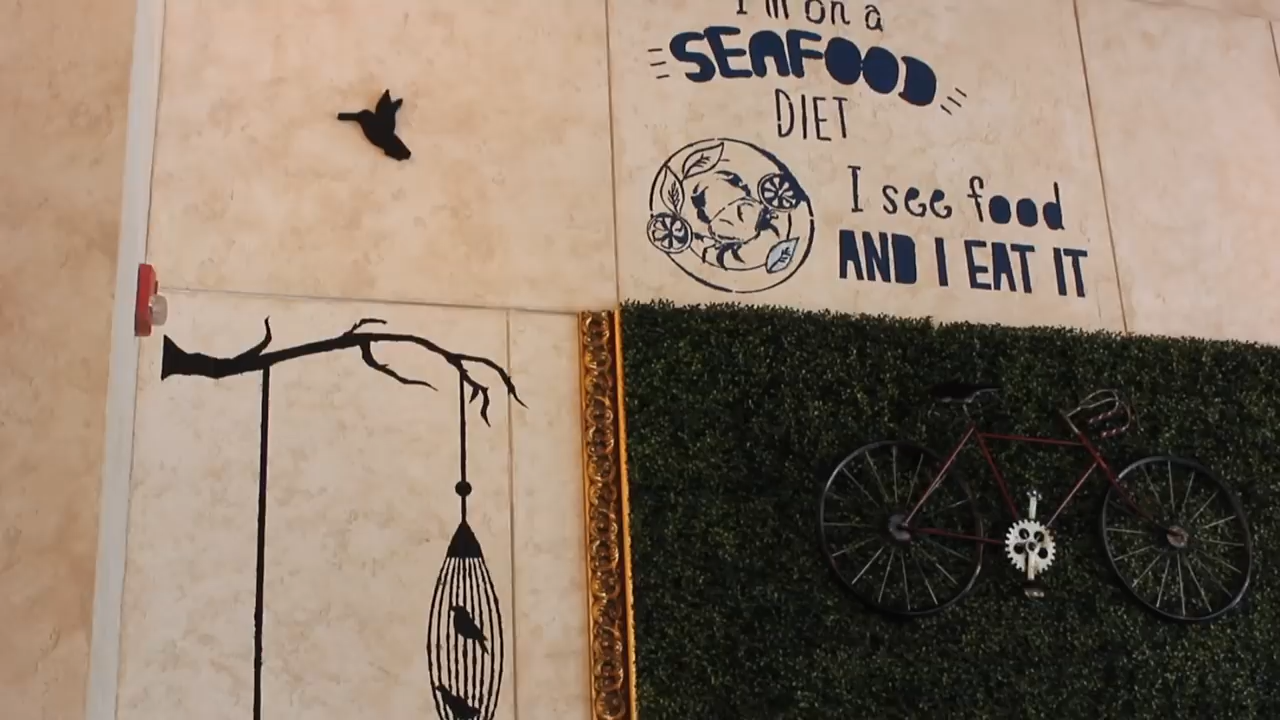 I'm on a
SEAFOOD
DIET
I see food
AND I EAT IT